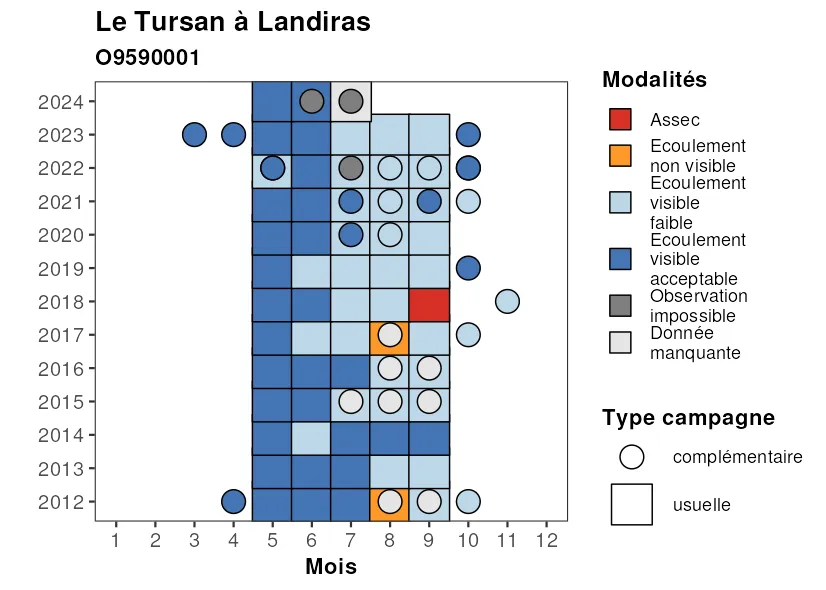 Le Tursan à Landiras
O9590001
2024
2023
2022
2021
2020
2019
2018
2017
2016
2015
2014
2013
2012
1 2 3 4 5 6 7 8 9 10 11 12
Mois
Modalités
Assec
Ecoulement
non visible
Ecoulement
visible
faible
Ecoulement
visible
acceptable
Observation
impossible
Donnée
manquante
Type campagne
complémentaire
usuelle